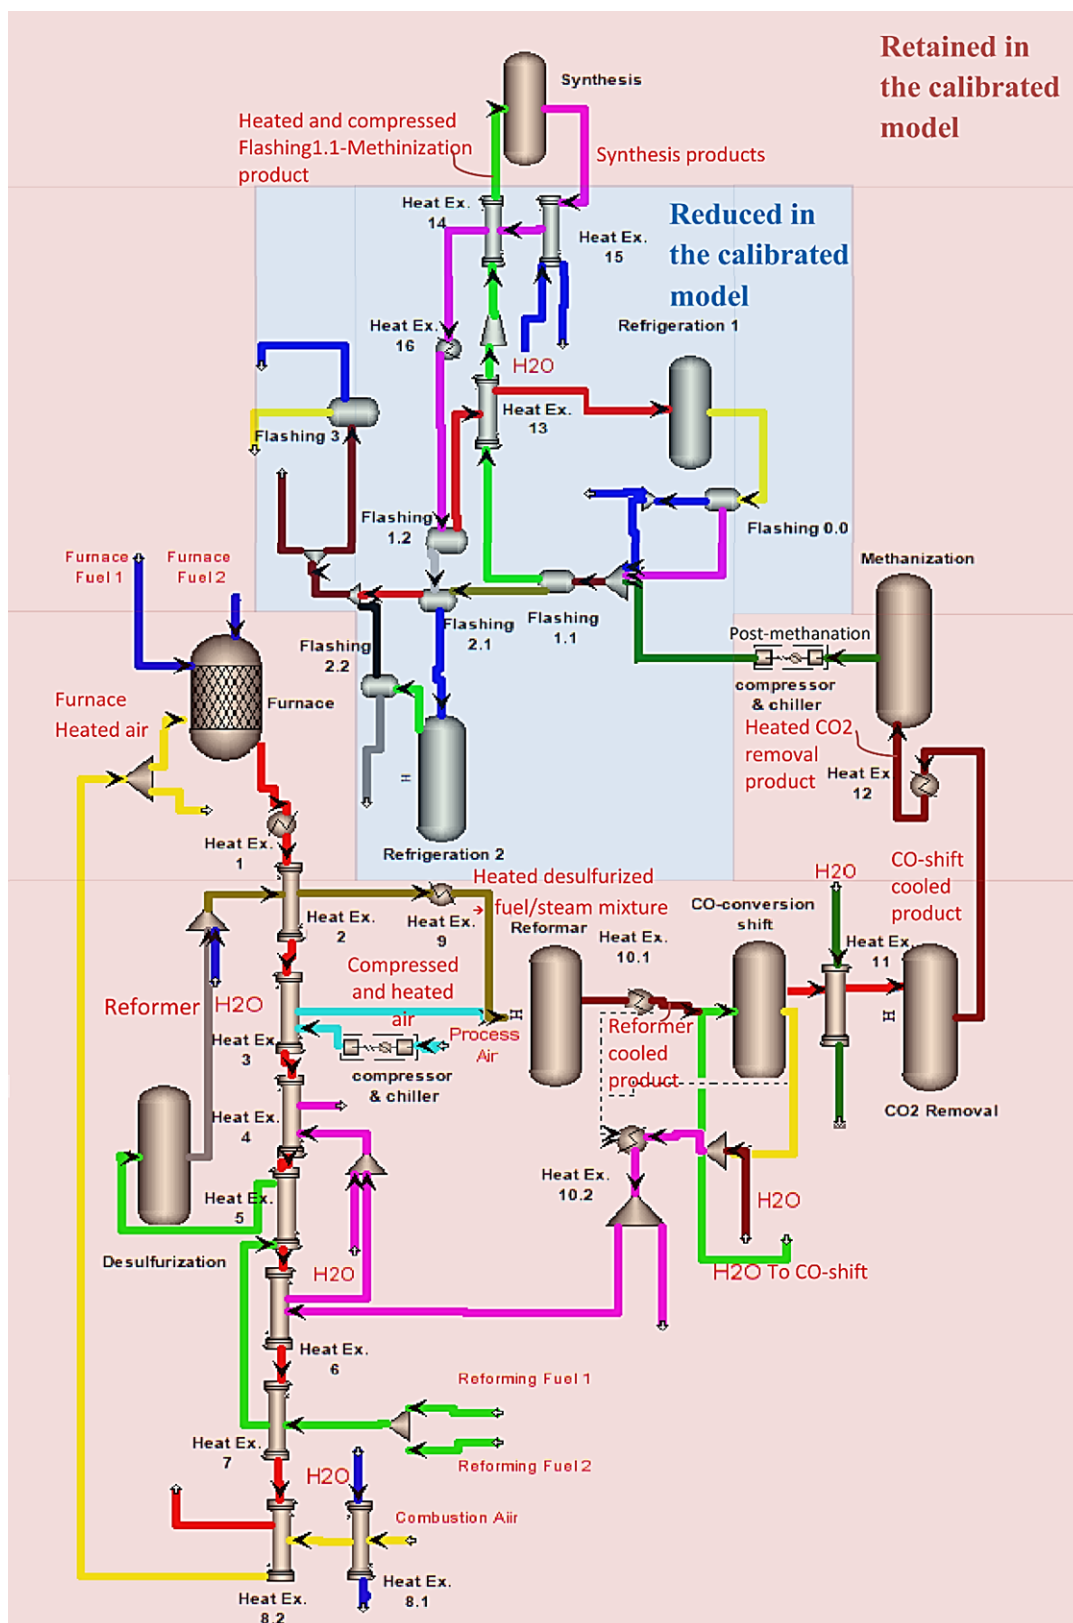 Retained in
the calibrated
model
Synthesis
Heated and compressed
Flashing1.1-Methinization
product
Synthesis products
Heat Ex.
14
Reduced in
the calibrated
model
Heat Ex.
15
Heat Ex.
16
Refrigeration 1
H2O
Heat Ex.
13
Flashing 3
Flashing
1.2
Flashing 0.0
Furnace
Fuel 1
Furnace
Fuel 2
Methanization
Flashing
2.1
Flashing
1.1
Flashing
2.2
Post-methanation
compressor
& chiller
Furnace
Heated air
Furnace
Heated CO2
removal
product
Heat Ex
12
H
Heat Ex.
1
Refrigeration 2
Heated desulfurized
fuel/steam mixture
H2O
CO-shift
cooled
product
Heat Ex.
2
Heat Ex.
9
Reformar
Heat Ex.
10.1
CO-conversion
shift
Heat Ex.
11
Reformer
H2O
Compressed
and heated
air
H
Process
Air
Reformer
cooled
product
H
Heat Ex.
3
compressor
& chiller
CO2 Removal
Heat Ex.
4
Heat Ex.
5
Heat Ex.
10.2
H2O
Desulfurization
H2O
H2O To CO-shift
Heat Ex.
6
Reforming Fuel 1
Heat Ex.
7
H2O
Reforming Fuel 2
Combustion Aiir
Heat Ex.
8.2
Heat Ex.
8.1